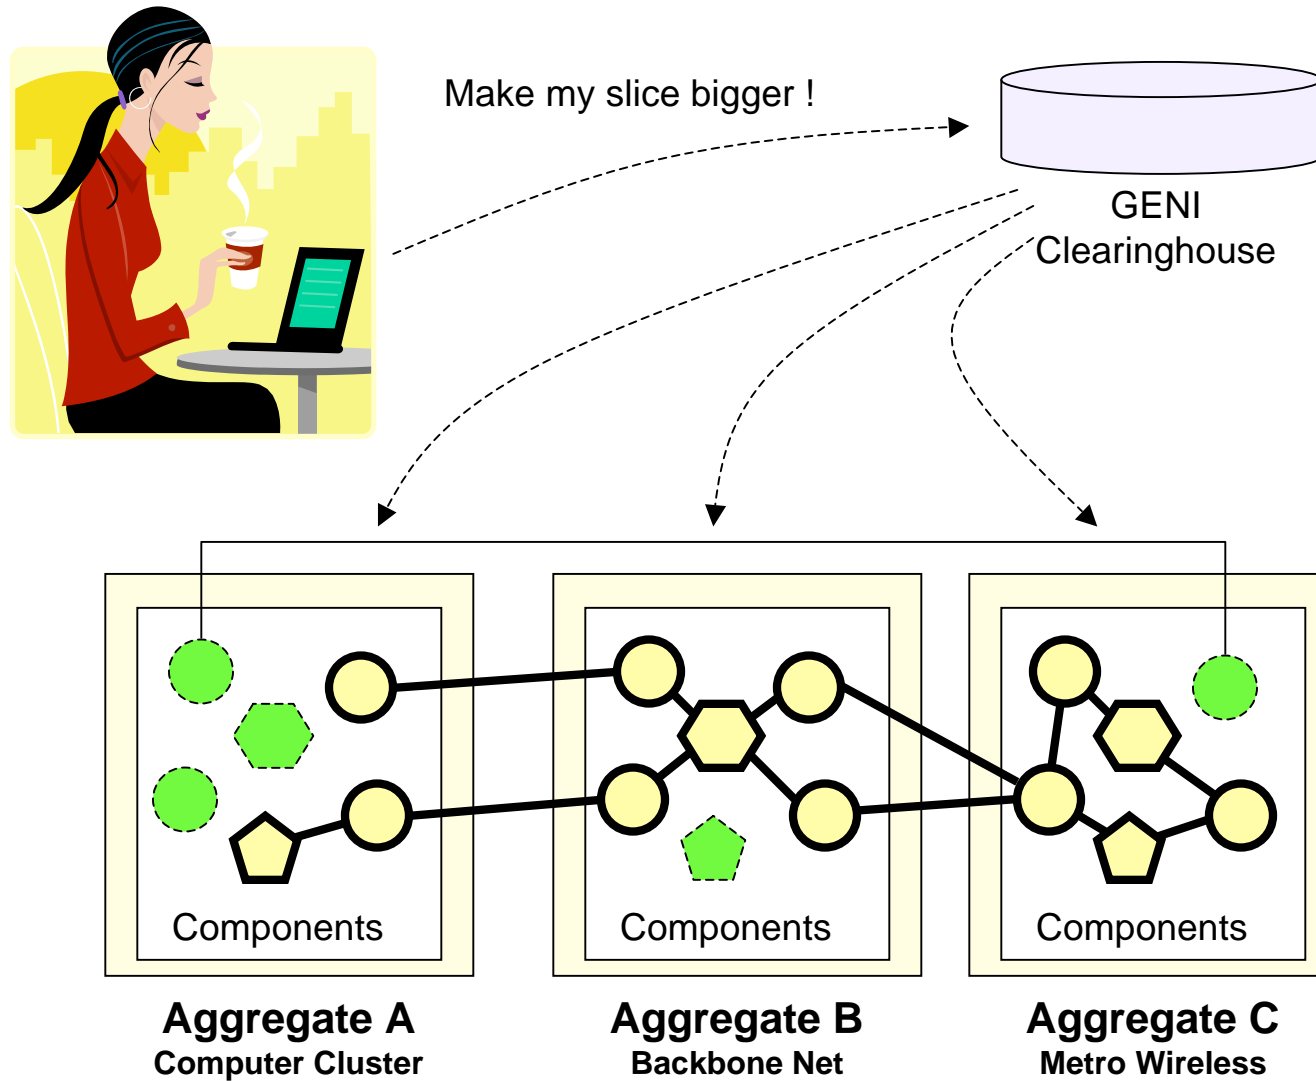 Make my slice bigger !
GENI
Clearinghouse
Components
Components
Components
Aggregate A
Computer Cluster
Aggregate B
Backbone Net
Aggregate C
Metro Wireless